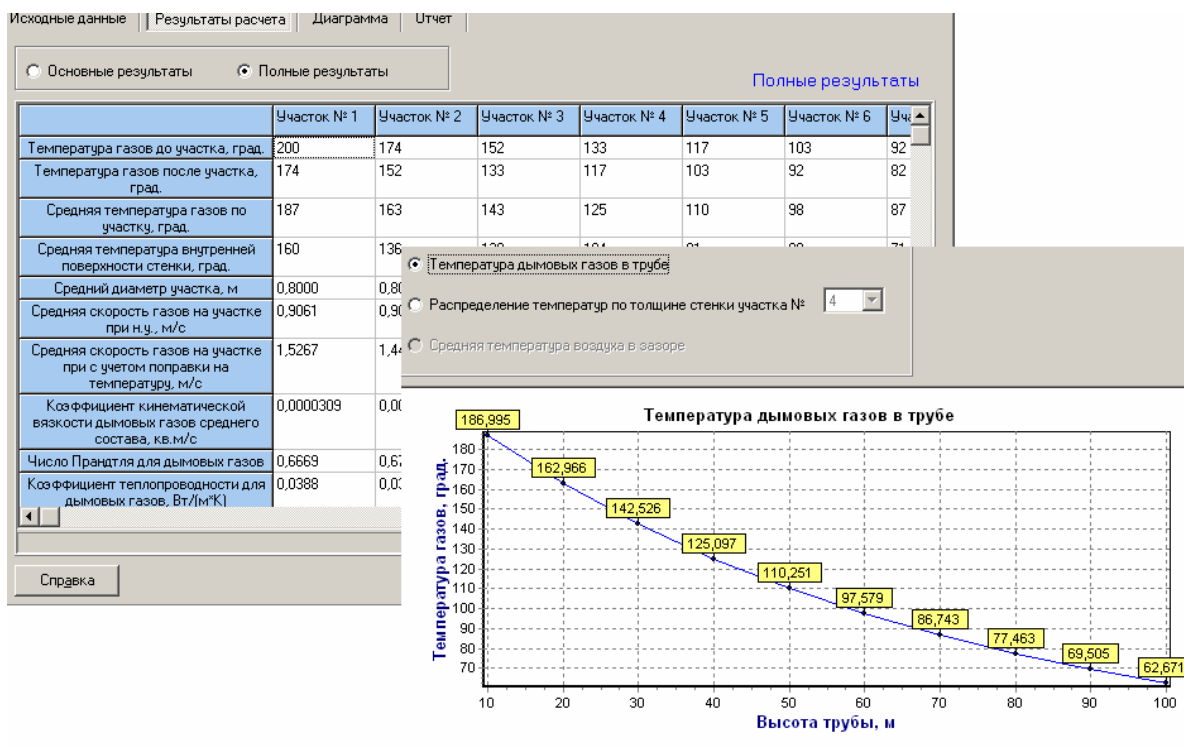 Исходные данные Результаты расчета Диаграмма Отчет
Основные результаты Полные результаты
Полные результаты
Участок № 1 Участок № 2 Участок № 3 Участок № 4 Участок № 5 Участок № 6
Температура газов до участка, град. 200 174 152 133 117 103 92
Температура газов после участка, град. 174 152 133 117 103 92 82
Средняя температура газов по участку, град. 187 163 143 125 110 98 87
Средняя температура внутренней поверхности стенки, град. 160 136
Средний диаметр участка, м 0,8000
Средняя скорость газов на участке при н.у., м/с 0,9061
Средняя скорость газов на участке при с учетом поправки на температуру, м/с 1,5267
Коэффициент кинематической вязкости дымовых газов среднего состава, кв.м/с 0,0000309
Число Прандтля для дымовых газов 0,6669
Коэффициент теплопроводности для дымовых газов, Вт/(м*К) 0,0388
Справка
Температура дымовых газов в трубе
Распределение температур по толщине стенки участка № 4
Средняя температура воздуха в зазоре
Температура дымовых газов в трубе
Температура газов, град.
180
170
160
150
140
130
120
110
100
90
80
70
186,995
162,966
142,526
125,097
110,251
97,579
86,743
77,463
69,505
62,671
10 20 30 40 50 60 70 80 90 100
Высота трубы, м